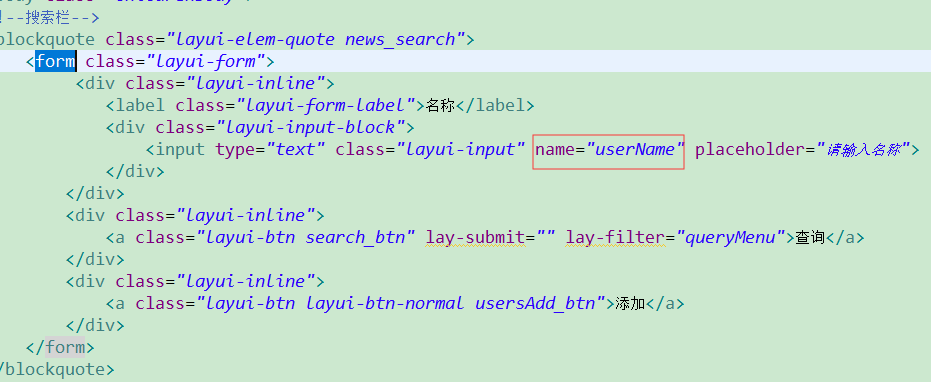 !--搜索栏-->
blockquote class="layui-elem-quote news_search">
<form class="layui-form">
<div class="layui-inline">
<label class="layui-form-label">名称</label>
<div class="layui-input-block">
<input type="text" class="layui-input" name="userName" placeholder="请输入名称">
</div>
</div>
<div class="layui-inline">
<a class="layui-btn search_btn" lay-submit="" lay-filter="queryMenu">查询</a>
</div>
<div class="layui-inline">
<a class="layui-btn layui-btn-normal usersAdd_btn">添加</a>
</div>
</form>
/blockquote>